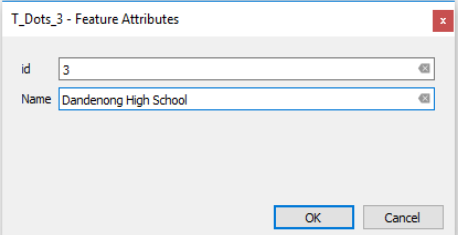 T_Dots_3 - Feature Attributes
id 3
Name Dandenong High School
OK Cancel